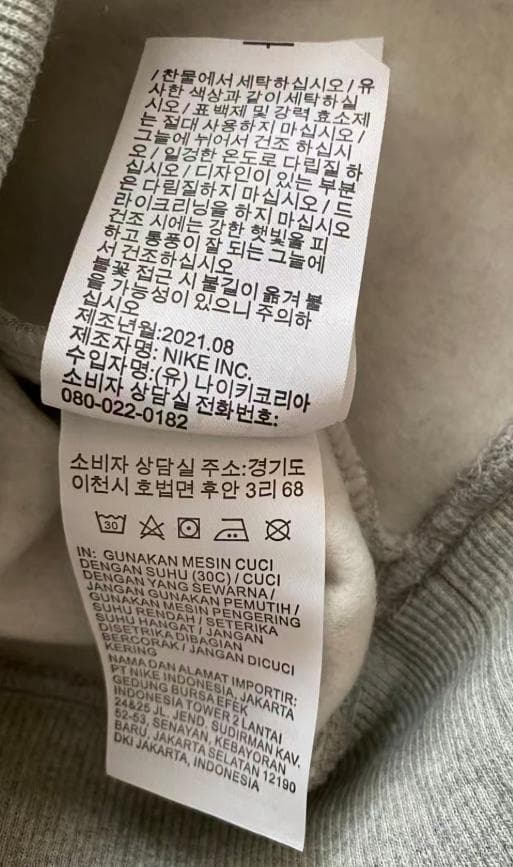 / 찬물에서 세탁하십시오 / 유
사한 색상과 같이 세탁하실
시오 / 표백제 및 강력 효소제
는 절대 사용하지 마십시오 /
그늘에 뉘어서 건조 하십시
오 / 일경한 온도로 다림질 하
십시오 / 디자인이 있는 부분
은 다림질하지 마십시오 / 드
라이크리닝을 하지 마십시오
건조 시에는 강한 햇빛을 피
하고 통풍이 잘 되는 그늘에
서 건조하십시오
불꽃 접근 시 불길이 옮겨 붙
을 가능성이 있으니 주의하
십시오
제조년월:2021.08
제조자명: NIKE INC.
수입자명:(유) 나이키코리아
소비자 상담실 전화번호:
080-022-0182
소비자 상담실 주소:경기도
이천시 호법면 후안 3리 68
30
IN: GUNAKAN MESIN CUCI
DENGAN SUHU (30C) / CUCI
DENGAN YANG SEWARNA /
JANGAN GUNAKAN PEMUTIH /
GUNAKAN MESIN PENGERING
SUHU RENDAH / SETERIKA
SUHU HANGAT / JANGAN
DISETRIKA DIBAGIAN
BERCORAK / JANGAN DICUCI
KERING
NAMA DAN ALAMAT IMPORTIR:
PT NIKE INDONESIA, JAKARTA
GEDUNG BURSA EFEK
INDONESIA TOWER 2 LANTAI
24&25 JL. JEND. SUDIRMAN KAV.
52-53, SENAYAN, KEBAYORAN
BARU, JAKARTA SELATAN 12190
DKI JAKARTA, INDONESIA